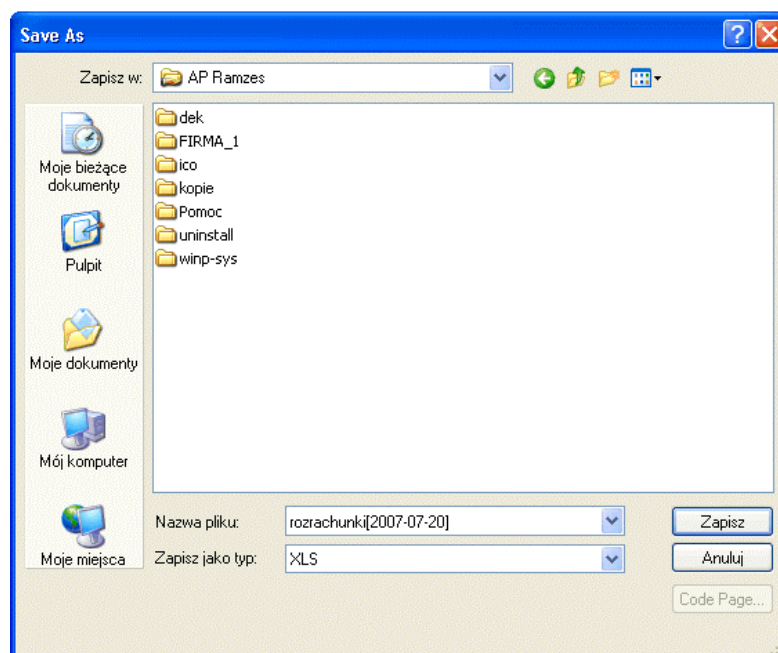 Save As
Zapisz w:
AP Ramzes
Moje bieżące
dokumenty
Pulpit
Moje dokumenty
Mój komputer
Moje miejsca
dek
FIRMA_1
ico
kopie
Pomoc
uninstall
winp-sys
Nazwa pliku:
rozrachunki[2007-07-20]
Zapisz
Zapisz jako typ:
XLS
Anuluj
Code Page...